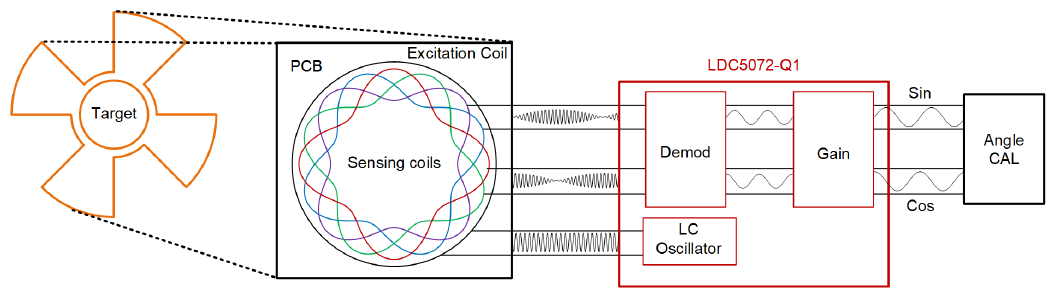 Target
PCB
Excitation Coil
Sensing coils
LDC5072-Q1
Demod
Gain
LC
Oscillator
Sin
Cos
Angle
CAL